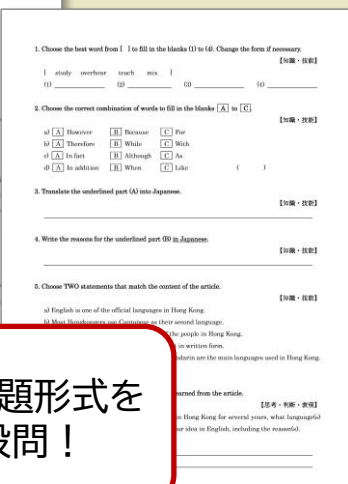 1. Choose the best word from [ ] to fill in the blanks (1) to (4). Change the form if necessary.
【知識・技能】
[ study overhear teach mix ]
(1) (2) (3) (4)
2. Choose the correct combination of words to fill in the blanks [A] to [C].
【知識・技能】
a) [A] However [B] Because [C] For
b) [A] Therefore [B] While [C] With
c) [A] In fact [B] Although [C] As
d) [A] In addition [B] When [C] Like ( )
3. Translate the underlined part (A) into Japanese.
【知識・技能】
4. Write the reasons for the underlined part (B) in Japanese.
【知識・技能】
5. Choose TWO statements that match the content of the article.
【知識・技能】
a) English is one of the official languages in Hong Kong.
b) Most Hongkongers use Cantonese as their second language.
the people in Hong Kong.
in written form.
ndarin are the main languages used in Hong Kong.
earned from the article.
【思考・判断・表現】
in Hong Kong for several years, what language(s)
ur idea in English, including the reason(s).
題形式を
設問！